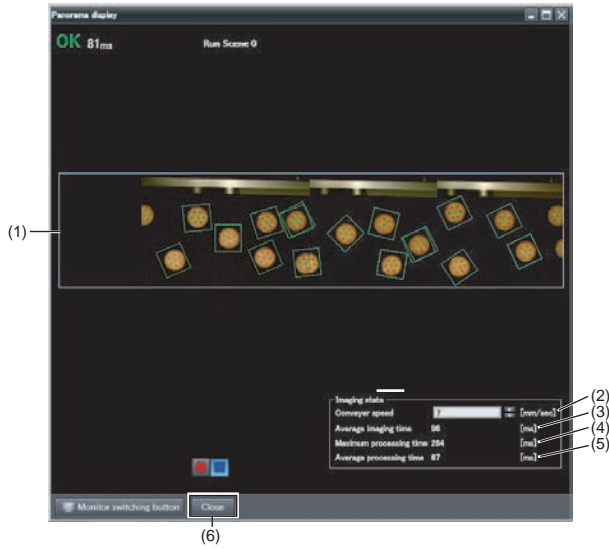 Panorama display
OK 81ms
Run Scene 0
(1)
Imaging state
Conveyer speed 7 [mm/sec] (2)
Average imaging time 96 [ms] (3)
Maximum processing time 264 [ms] (4)
Average processing time 67 [ms] (5)
Monitor switching button
Close
(6)